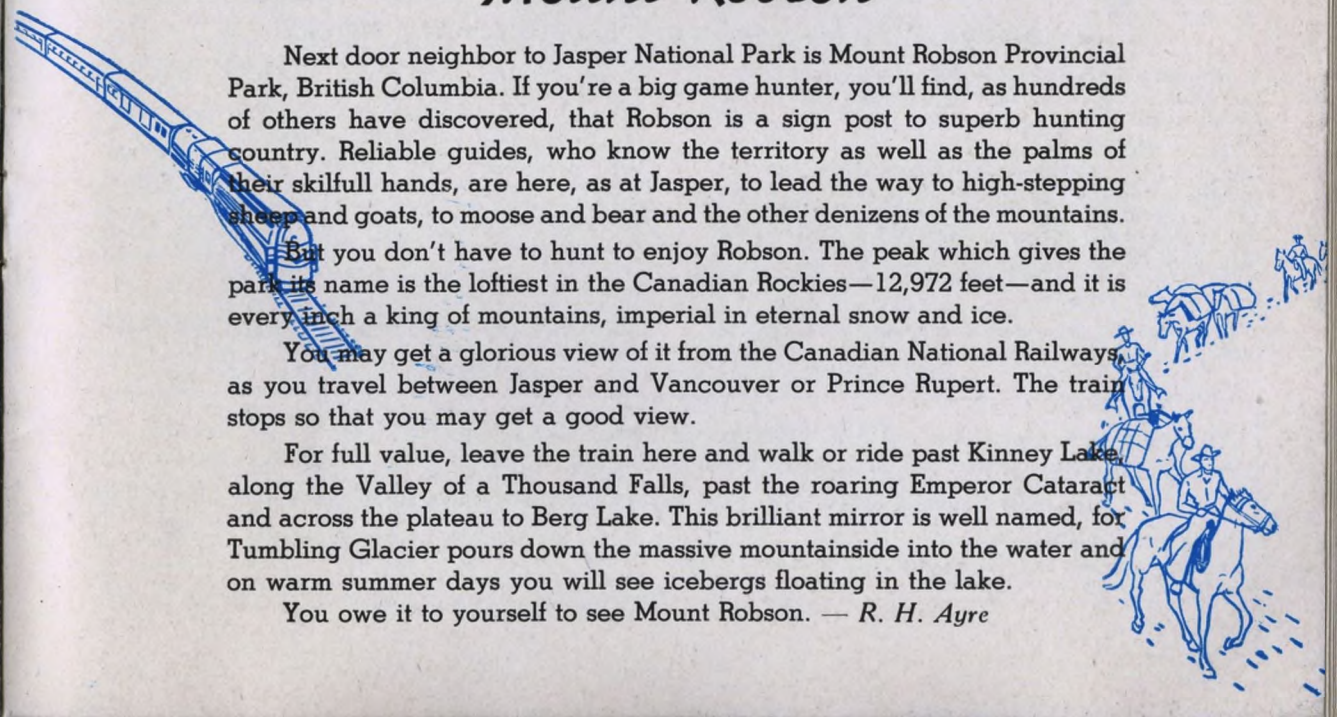 Mount Robson
Next door neighbor to Jasper National Park is Mount Robson Provincial
Park, British Columbia. If you're a big game hunter, you'll find, as hundreds
of others have discovered, that Robson is a sign post to superb hunting
country. Reliable guides, who know the territory as well as the palms of
their skilfull hands, are here, as at Jasper, to lead the way to high-stepping
sheep and goats, to moose and bear and the other denizens of the mountains.
But you don't have to hunt to enjoy Robson. The peak which gives the
park its name is the loftiest in the Canadian Rockies—12,972 feet—and it is
every inch a king of mountains, imperial in eternal snow and ice.
You may get a glorious view of it from the Canadian National Railways,
as you travel between Jasper and Vancouver or Prince Rupert. The train
stops so that you may get a good view.
For full value, leave the train here and walk or ride past Kinney Lake,
along the Valley of a Thousand Falls, past the roaring Emperor Cataract
and across the plateau to Berg Lake. This brilliant mirror is well named, for
Tumbling Glacier pours down the massive mountainside into the water and
on warm summer days you will see icebergs floating in the lake.
You owe it to yourself to see Mount Robson. — R. H. Ayre